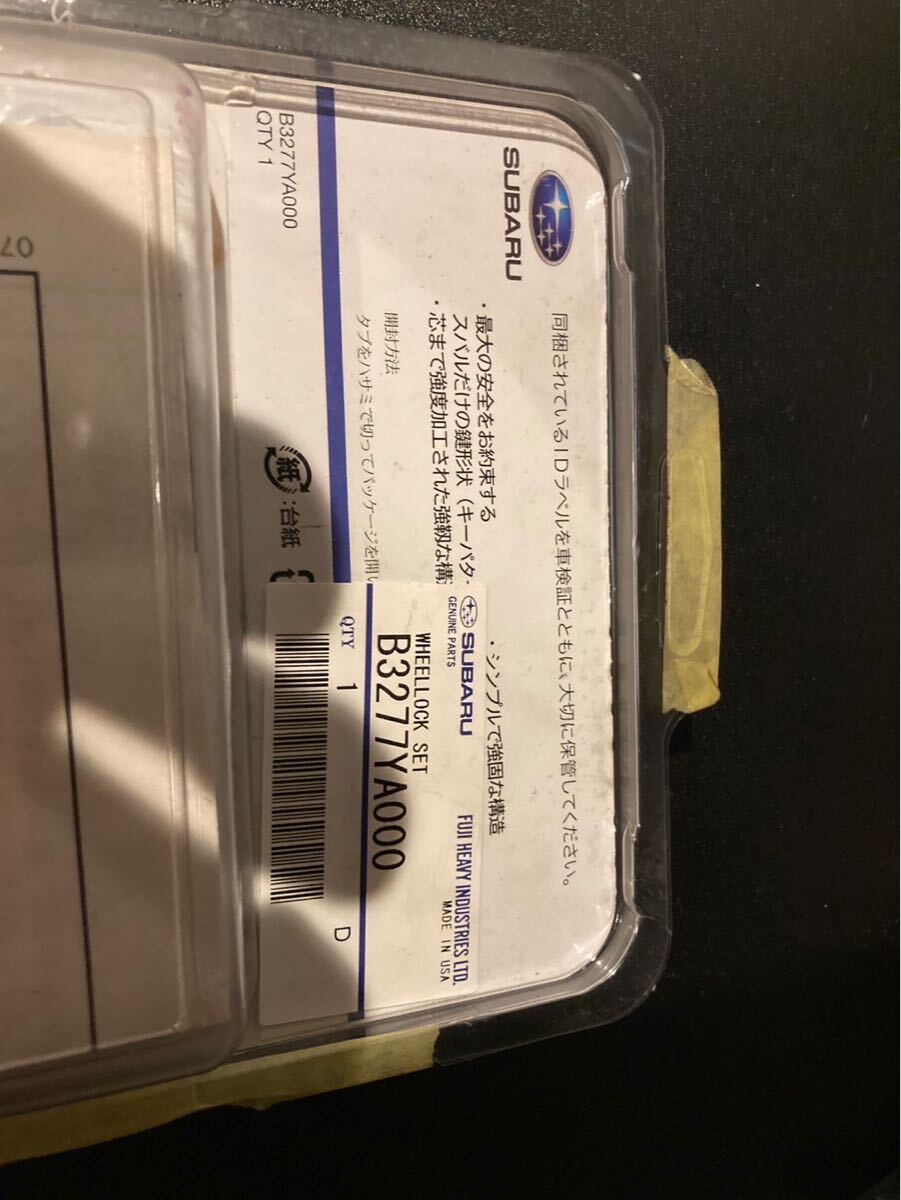 同梱されているIDラベルを車検証とともに、大切に保管してください。
SUBARU
・最大の安全をお約束する
スバルだけの鍵形状（キーパタ
・芯まで強度加工された強靭な構
・シンプルで強固な構造
開封方法
タブをハサミで切ってパッケージを開
B3277YA000
QTY 1
紙
:台紙
SUBARU
GENUINE PARTS
FUJI HEAVY INDUSTRIES LTD.
MADE IN USA
WHEELLOCK SET
B3277YA000
QTY
1
D
07